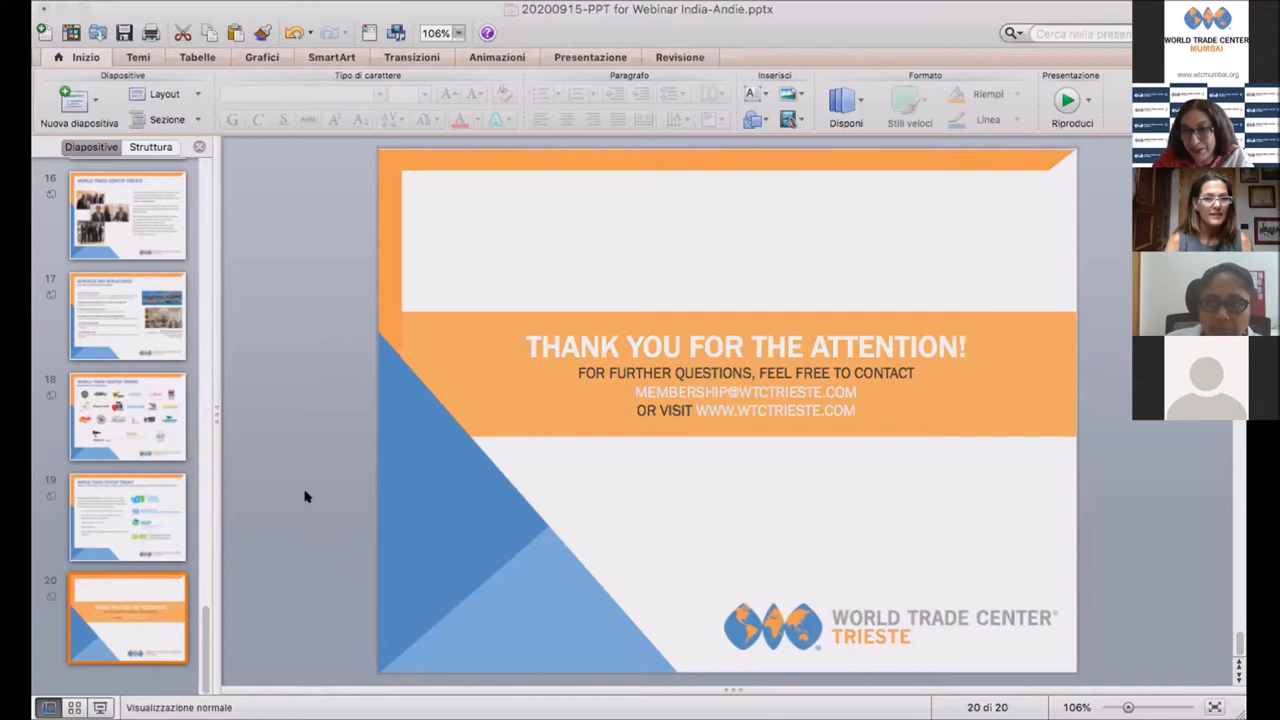 20200915-PPT for Webinar India-Andie.pptx
106%
Cerca nella presen
Inizio
Temi
Tabelle
Grafici
SmartArt
Transizioni
Animazioni
Presentazione
Revisione
Diapositive
Tipo di carattere
Paragrafo
Inserisci
Formato
Presentazione
Nuova diapositiva
Layout
Sezione
Disponi
Stili veloci
Riempi
Linea
Riproduci
Diapositive
Struttura
16
17
18
19
20
THANK YOU FOR THE ATTENTION!
FOR FURTHER QUESTIONS, FEEL FREE TO CONTACT
MEMBERSHIP@WTCTRIESTE.COM
OR VISIT WWW.WTCTRIESTE.COM
WORLD TRADE CENTER®
TRIESTE
WORLD TRADE CENTER
MUMBAI
www.wtcmumbai.org
Visualizzazione normale
20 di 20
106%